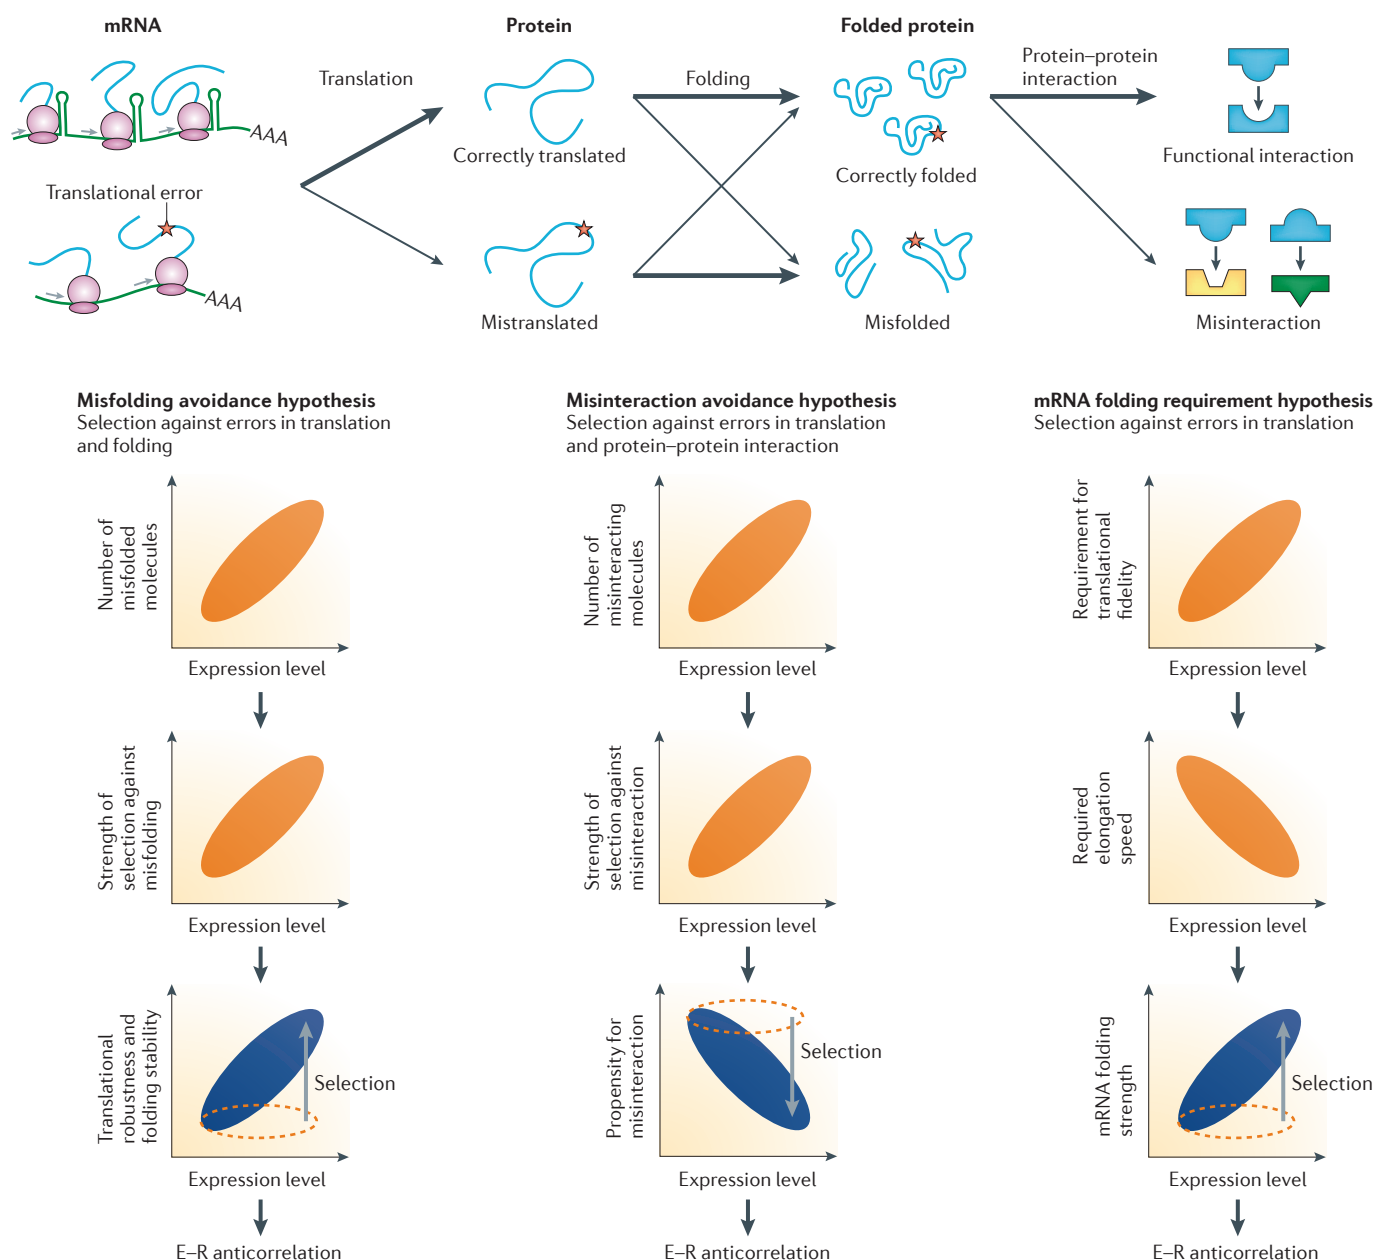 mRNA
Protein
Folded protein
Translation
Folding
Protein–protein
interaction
AAA
Correctly translated
Correctly folded
Functional interaction
Translational error
AAA
Mistranslated
Misfolded
Misinteraction
Misfolding avoidance hypothesis
Selection against errors in translation
and folding
Number of
misfolded
molecules
Expression level
Strength of
selection against
misfolding
Expression level
Translational
robustness and
folding stability
Selection
Expression level
E–R anticorrelation
Misinteraction avoidance hypothesis
Selection against errors in translation
and protein–protein interaction
Number of
misinteracting
molecules
Expression level
Strength of
selection against
misinteraction
Expression level
Propensity for
misinteraction
Selection
Expression level
E–R anticorrelation
mRNA folding requirement hypothesis
Selection against errors in translation
Requirement for
translational
fidelity
Expression level
Required
elongation
speed
Expression level
mRNA folding
strength
Selection
Expression level
E–R anticorrelation